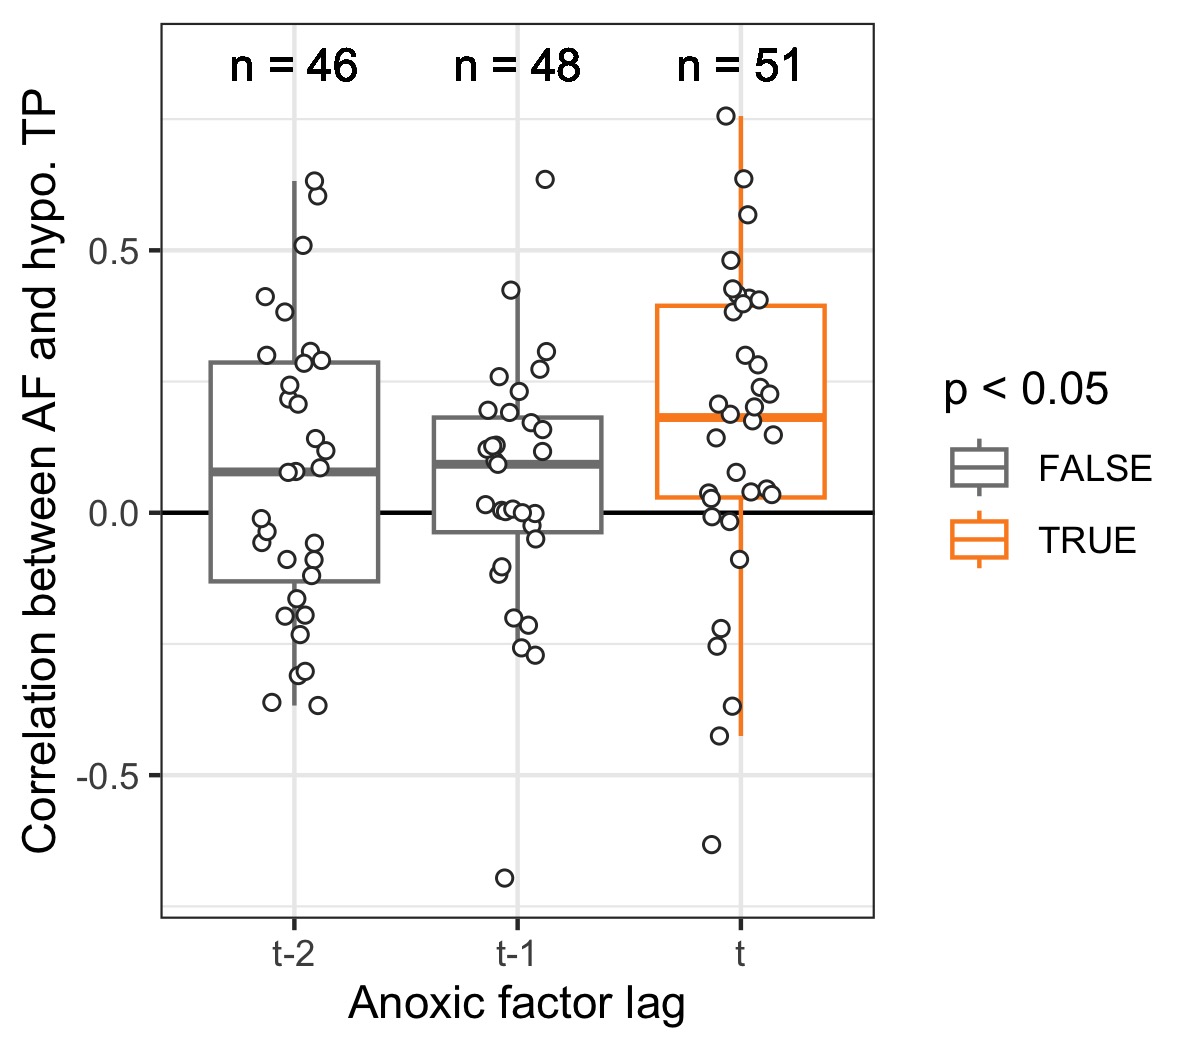 n = 46
n = 48
n = 51
Correlation between AF and hypo. TP
0.5
0.0
-0.5
t-2
t-1
t
Anoxic factor lag
p < 0.05
FALSE
TRUE